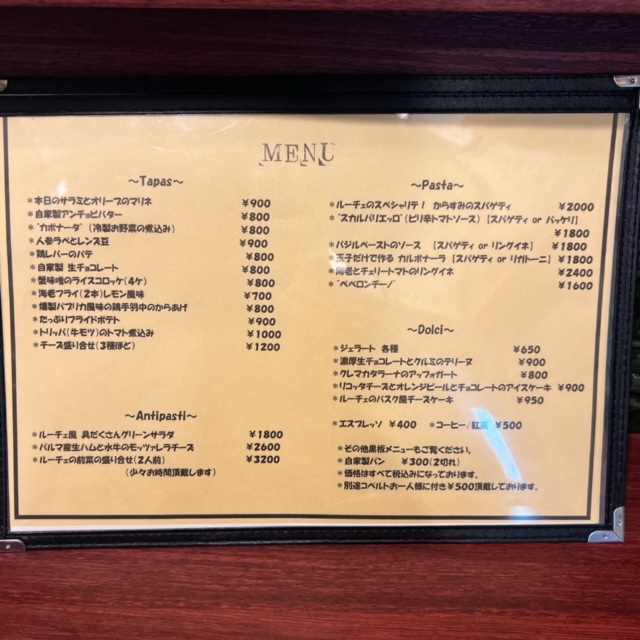 MENU
～Tapas～
＊本日のサラミとオリーブのマリネ ￥900
＊自家製アンチョビバター ￥800
＊"カポナータ"（冷製お野菜の煮込み） ￥800
＊人参ラペとレンズ豆 ￥900
＊鶏レバーのパテ ￥800
＊自家製 生チョコレート ￥800
＊蟹味噌のライスコロッケ(4ケ) ￥800
＊海老フライ(2本)レモン風味 ￥700
＊燻製パプリカ風味の鶏手羽中のからあげ ￥800
＊たっぷりフライドポテト ￥900
＊トリッパ(牛モツ)のトマト煮込み ￥1000
＊チーズ盛り合せ(3種ほど) ￥1200
～Antipasti～
＊ルーチェ風 具だくさんグリーンサラダ ￥1800
＊パルマ産生ハムと水牛のモッツァレラチーズ ￥2600
＊ルーチェの前菜の盛り合せ(2人前) ￥3200
(少々お時間頂戴します)
～Pasta～
＊ルーチェのスペシャリテ！ からすみのスパゲティ ￥2000
＊"スカルパリエッロ"(ピリ辛トマトソース)【スパゲティ or パッケリ】
￥1800
＊バジルペーストのソース 【スパゲティ or リングイネ】 ￥1800
＊玉子だけで作る カルボナーラ 【スパゲティ or リガトーニ】 ￥1800
＊海老とチェリートマトのリングイネ ￥2400
＊"ペペロンチーノ" ￥1600
～Dolci～
＊ジェラート 各種 ￥650
＊濃厚生チョコレートとクルミのテリーヌ ￥900
＊クレマカタラーナのアッフォガート ￥800
＊リコッタチーズとオレンジピールとチョコレートのアイスケーキ ￥900
＊ルーチェのバスク風チーズケーキ ￥950
＊エスプレッソ ￥400 ＊コーヒー/紅茶 ￥500
＊その他黒板メニューもご覧ください。
＊自家製パン ￥300(2切れ)
＊価格はすべて税込みになっております。
＊別途コペルトお一人様に付き￥500頂戴しております。